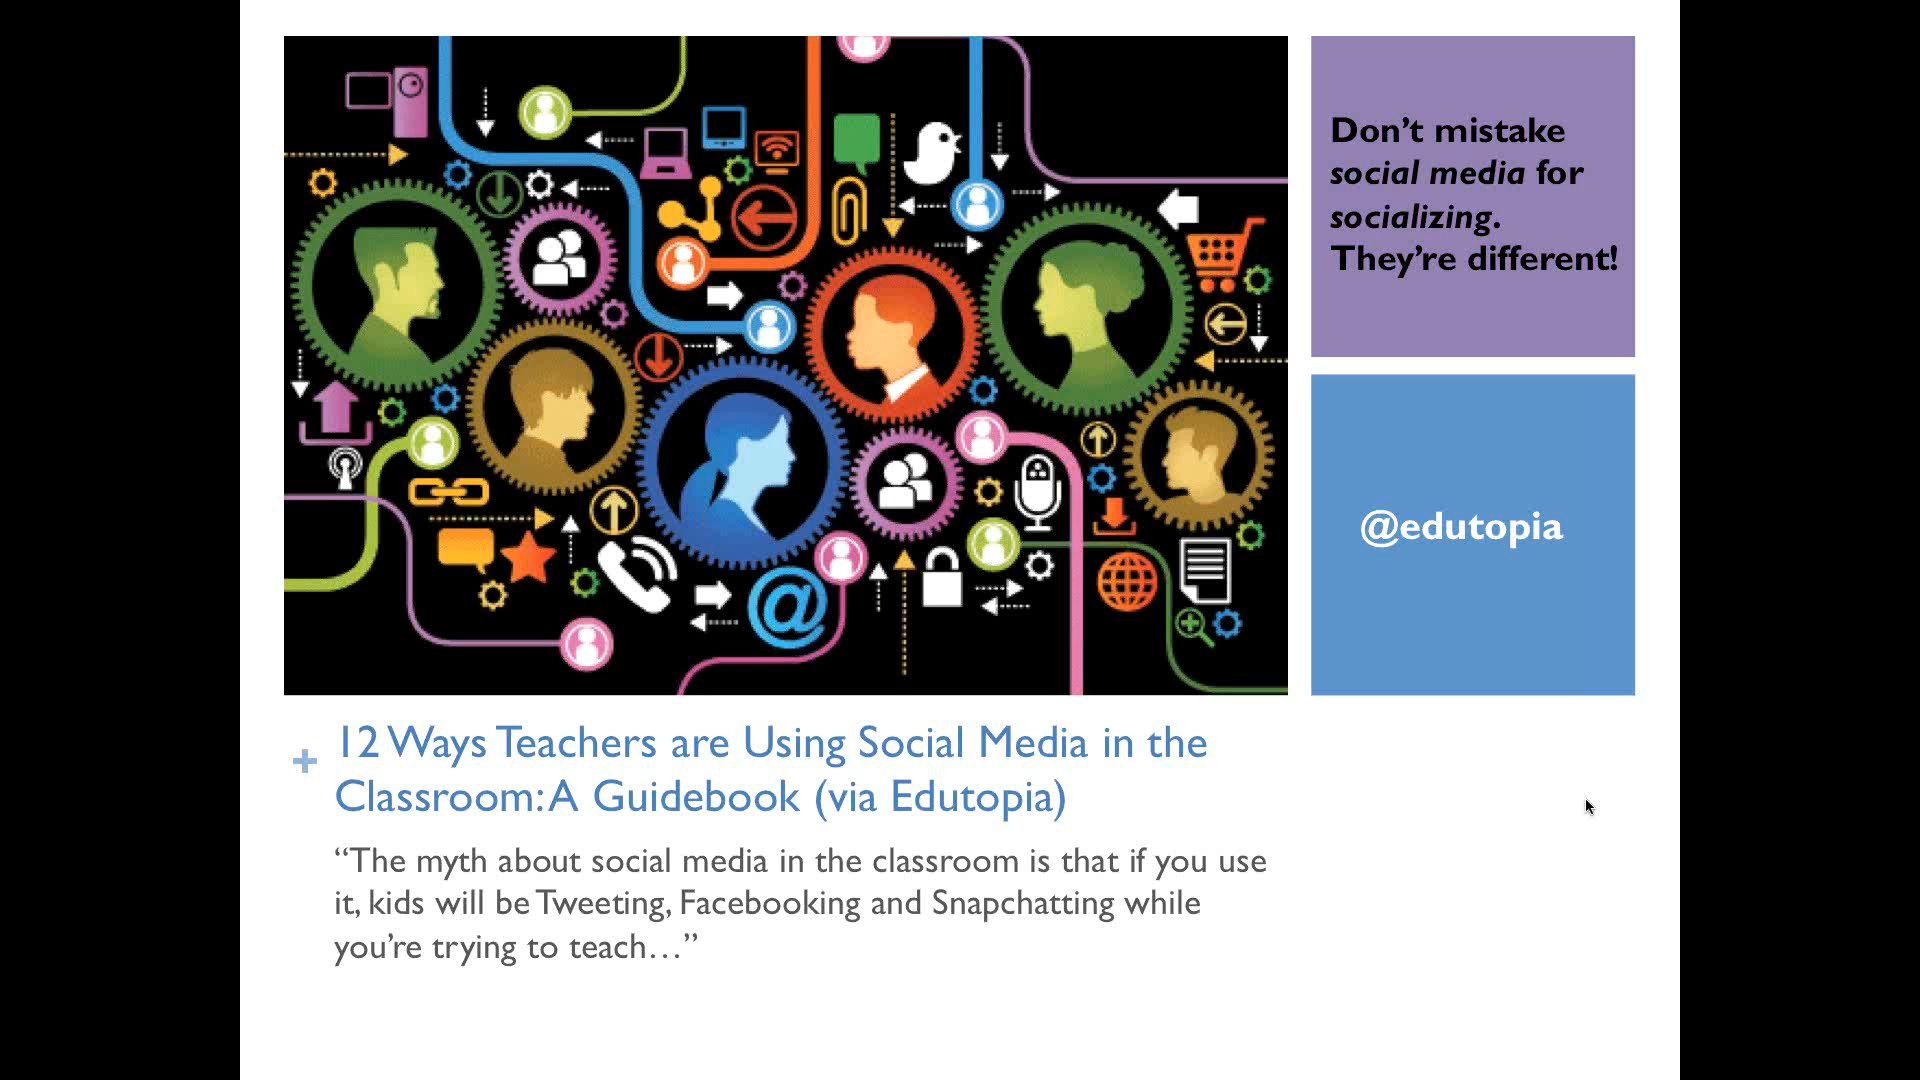 Don’t mistake
social media for
socializing.
They’re different!
@edutopia
+ 12 Ways Teachers are Using Social Media in the
Classroom: A Guidebook (via Edutopia)
“The myth about social media in the classroom is that if you use
it, kids will be Tweeting, Facebooking and Snapchatting while
you’re trying to teach…”